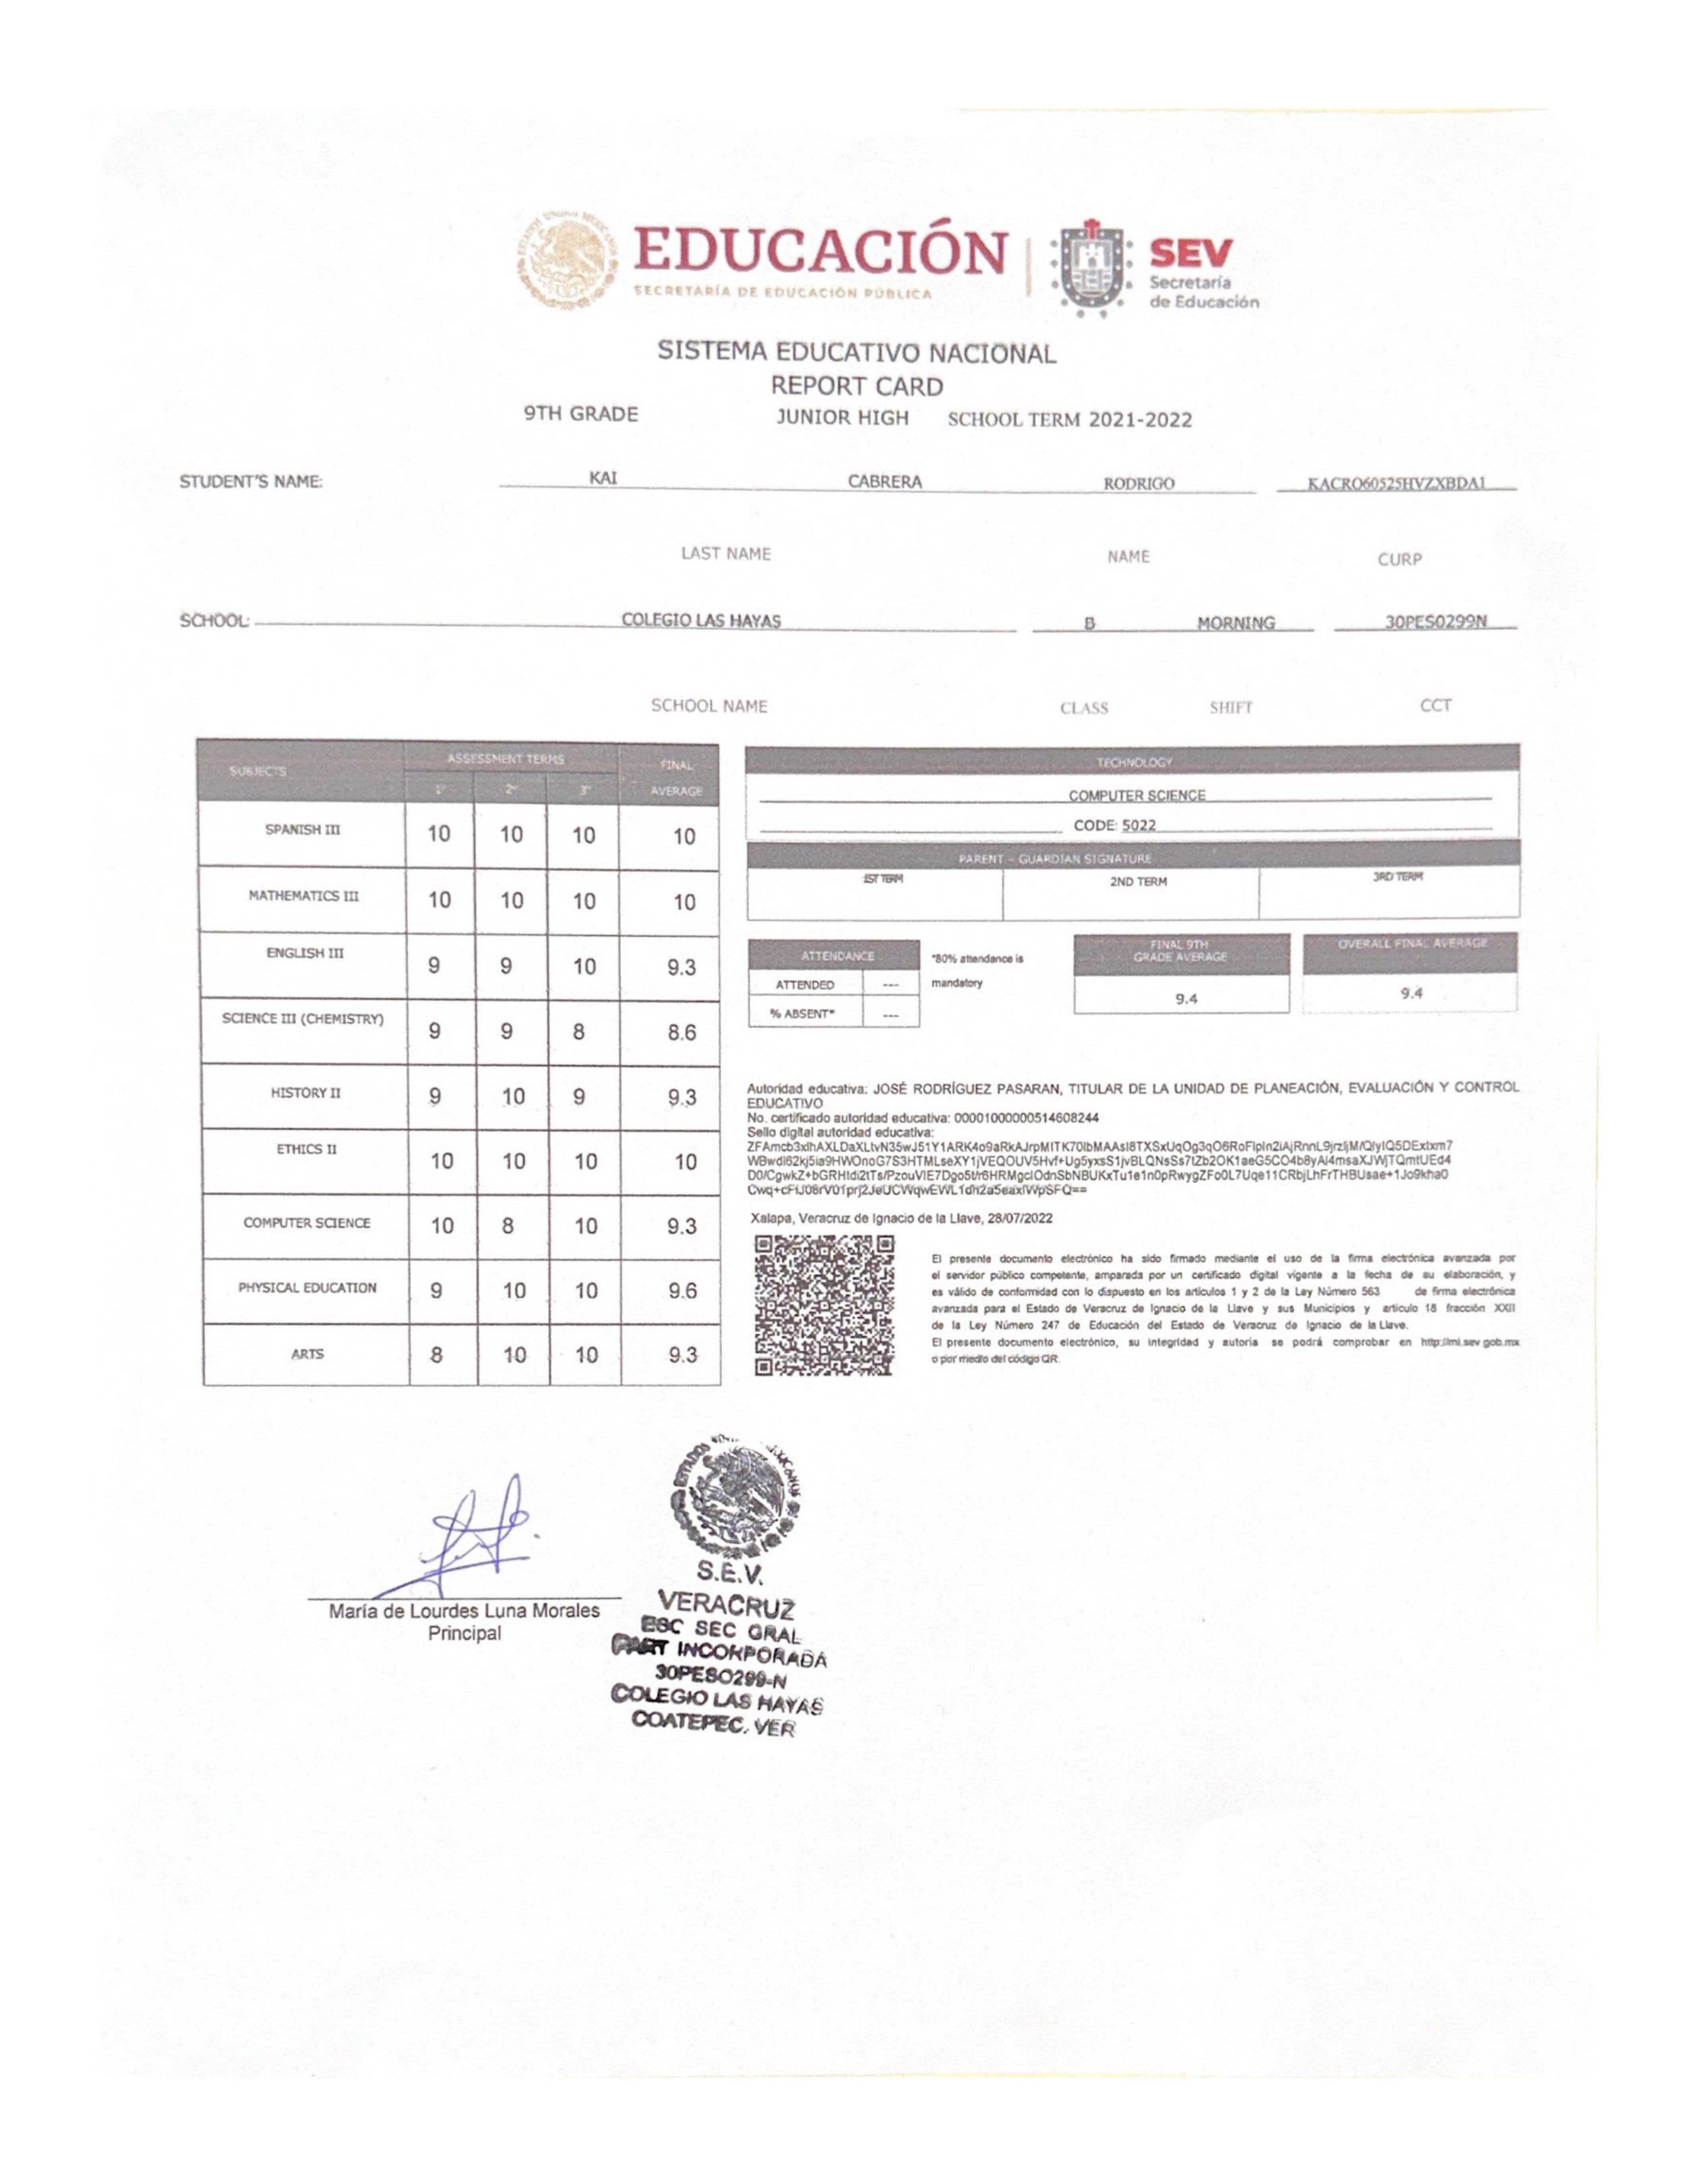 EDUCACIÓN
SECRETARÍA DE EDUCACIÓN PÚBLICA
SEV
Secretaría
de Educación
SISTEMA EDUCATIVO NACIONAL
REPORT CARD
9TH GRADE JUNIOR HIGH SCHOOL TERM 2021-2022
STUDENT'S NAME: KAI CABRERA RODRIGO KACRO60525HVZXBDA1
LAST NAME NAME CURP
SCHOOL: COLEGIO LAS HAYAS B MORNING 30PES0299N
SCHOOL NAME CLASS SHIFT CCT
SUBJECTS ASSESSMENT TERMS FINAL AVERAGE
1° 2° 3°
SPANISH III 10 10 10 10
MATHEMATICS III 10 10 10 10
ENGLISH III 9 9 10 9.3
SCIENCE III (CHEMISTRY) 9 9 8 8.6
HISTORY II 9 10 9 9.3
ETHICS II 10 10 10 10
COMPUTER SCIENCE 10 8 10 9.3
PHYSICAL EDUCATION 9 10 10 9.6
ARTS 8 10 10 9.3
TECHNOLOGY
COMPUTER SCIENCE
CODE: 5022
PARENT - GUARDIAN SIGNATURE
1ST TERM 2ND TERM 3RD TERM
ATTENDANCE
ATTENDED ---
% ABSENT* ---
*80% attendance is
mandatory
FINAL 9TH
GRADE AVERAGE
9.4
OVERALL FINAL AVERAGE
9.4
Autoridad educativa: JOSÉ RODRÍGUEZ PASARAN, TITULAR DE LA UNIDAD DE PLANEACIÓN, EVALUACIÓN Y CONTROL
EDUCATIVO
No. certificado autoridad educativa: 00001000000514608244
Sello digital autoridad educativa:
Xalapa, Veracruz de Ignacio de la Llave, 28/07/2022
El presente documento electrónico ha sido firmado mediante el uso de la firma electrónica avanzada por
el servidor público competente, amparada por un certificado digital vigente a la fecha de su elaboración, y
es válido de conformidad con lo dispuesto en los artículos 1 y 2 de la Ley Número 563 de firma electrónica
avanzada para el Estado de Veracruz de Ignacio de la Llave y sus Municipios y artículo 18 fracción XXII
de la Ley Número 247 de Educación del Estado de Veracruz de Ignacio de la Llave.
El presente documento electrónico, su integridad y autoría se podrá comprobar en http://mi.sev.gob.mx
o por medio del código QR.
María de Lourdes Luna Morales
Principal
S.E.V.
VERACRUZ
ESC SEC GRAL
PART INCORPORADA
30PESO299-N
COLEGIO LAS HAYAS
COATEPEC. VER